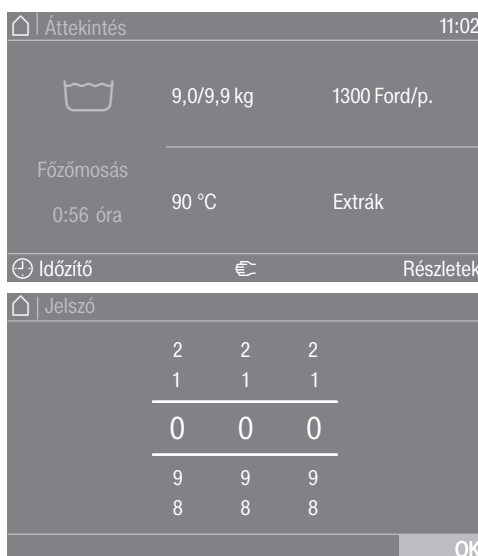 Áttekintés 11:02
9,0/9,9 kg 1300 Ford/p.
Főzőmosás
0:56 óra
90 °C Extrák
Időzítő Részletek
Jelszó
2 2 2
1 1 1
0 0 0
9 9 9
8 8 8
OK